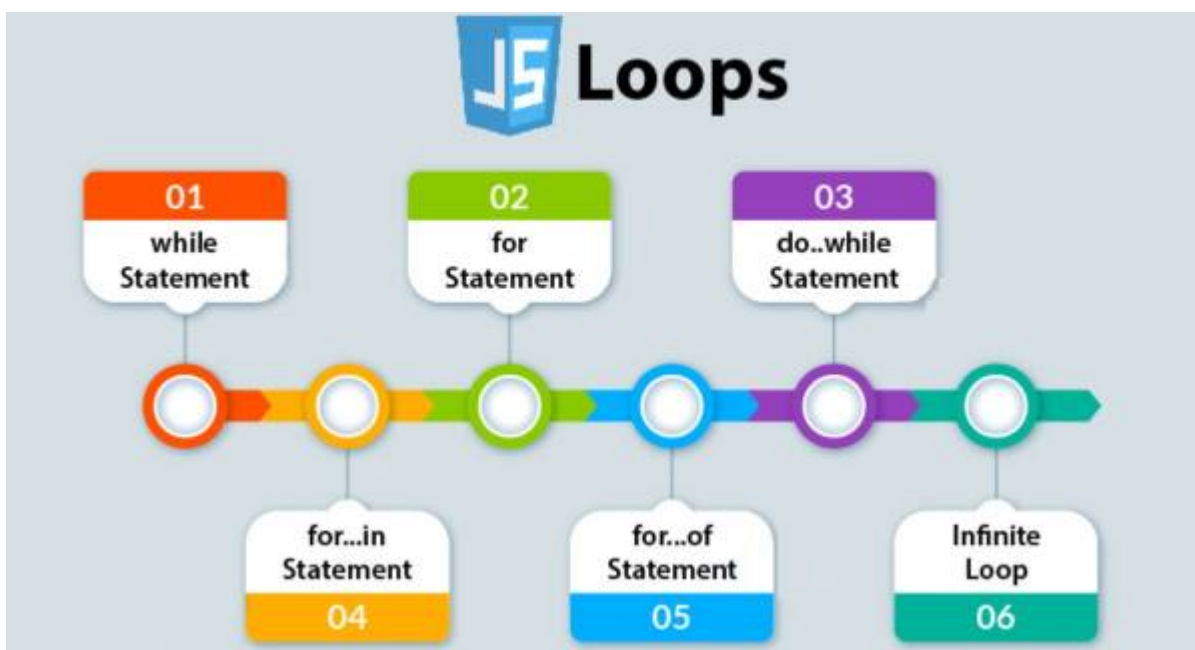 JS Loops
01
while
Statement
02
for
Statement
03
do..while
Statement
for...in
Statement
04
for...of
Statement
05
Infinite
Loop
06